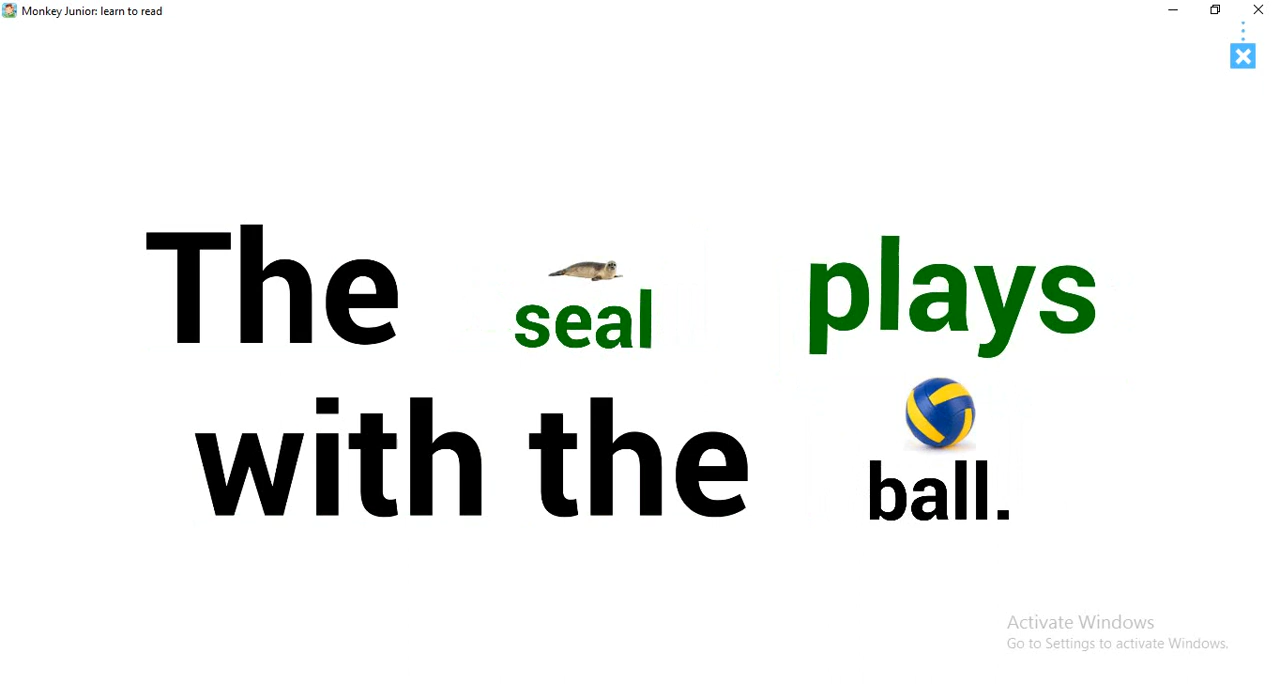 Monkey Junior: learn to read
The seal plays
with the ball.
Activate Windows
Go to Settings to activate Windows.